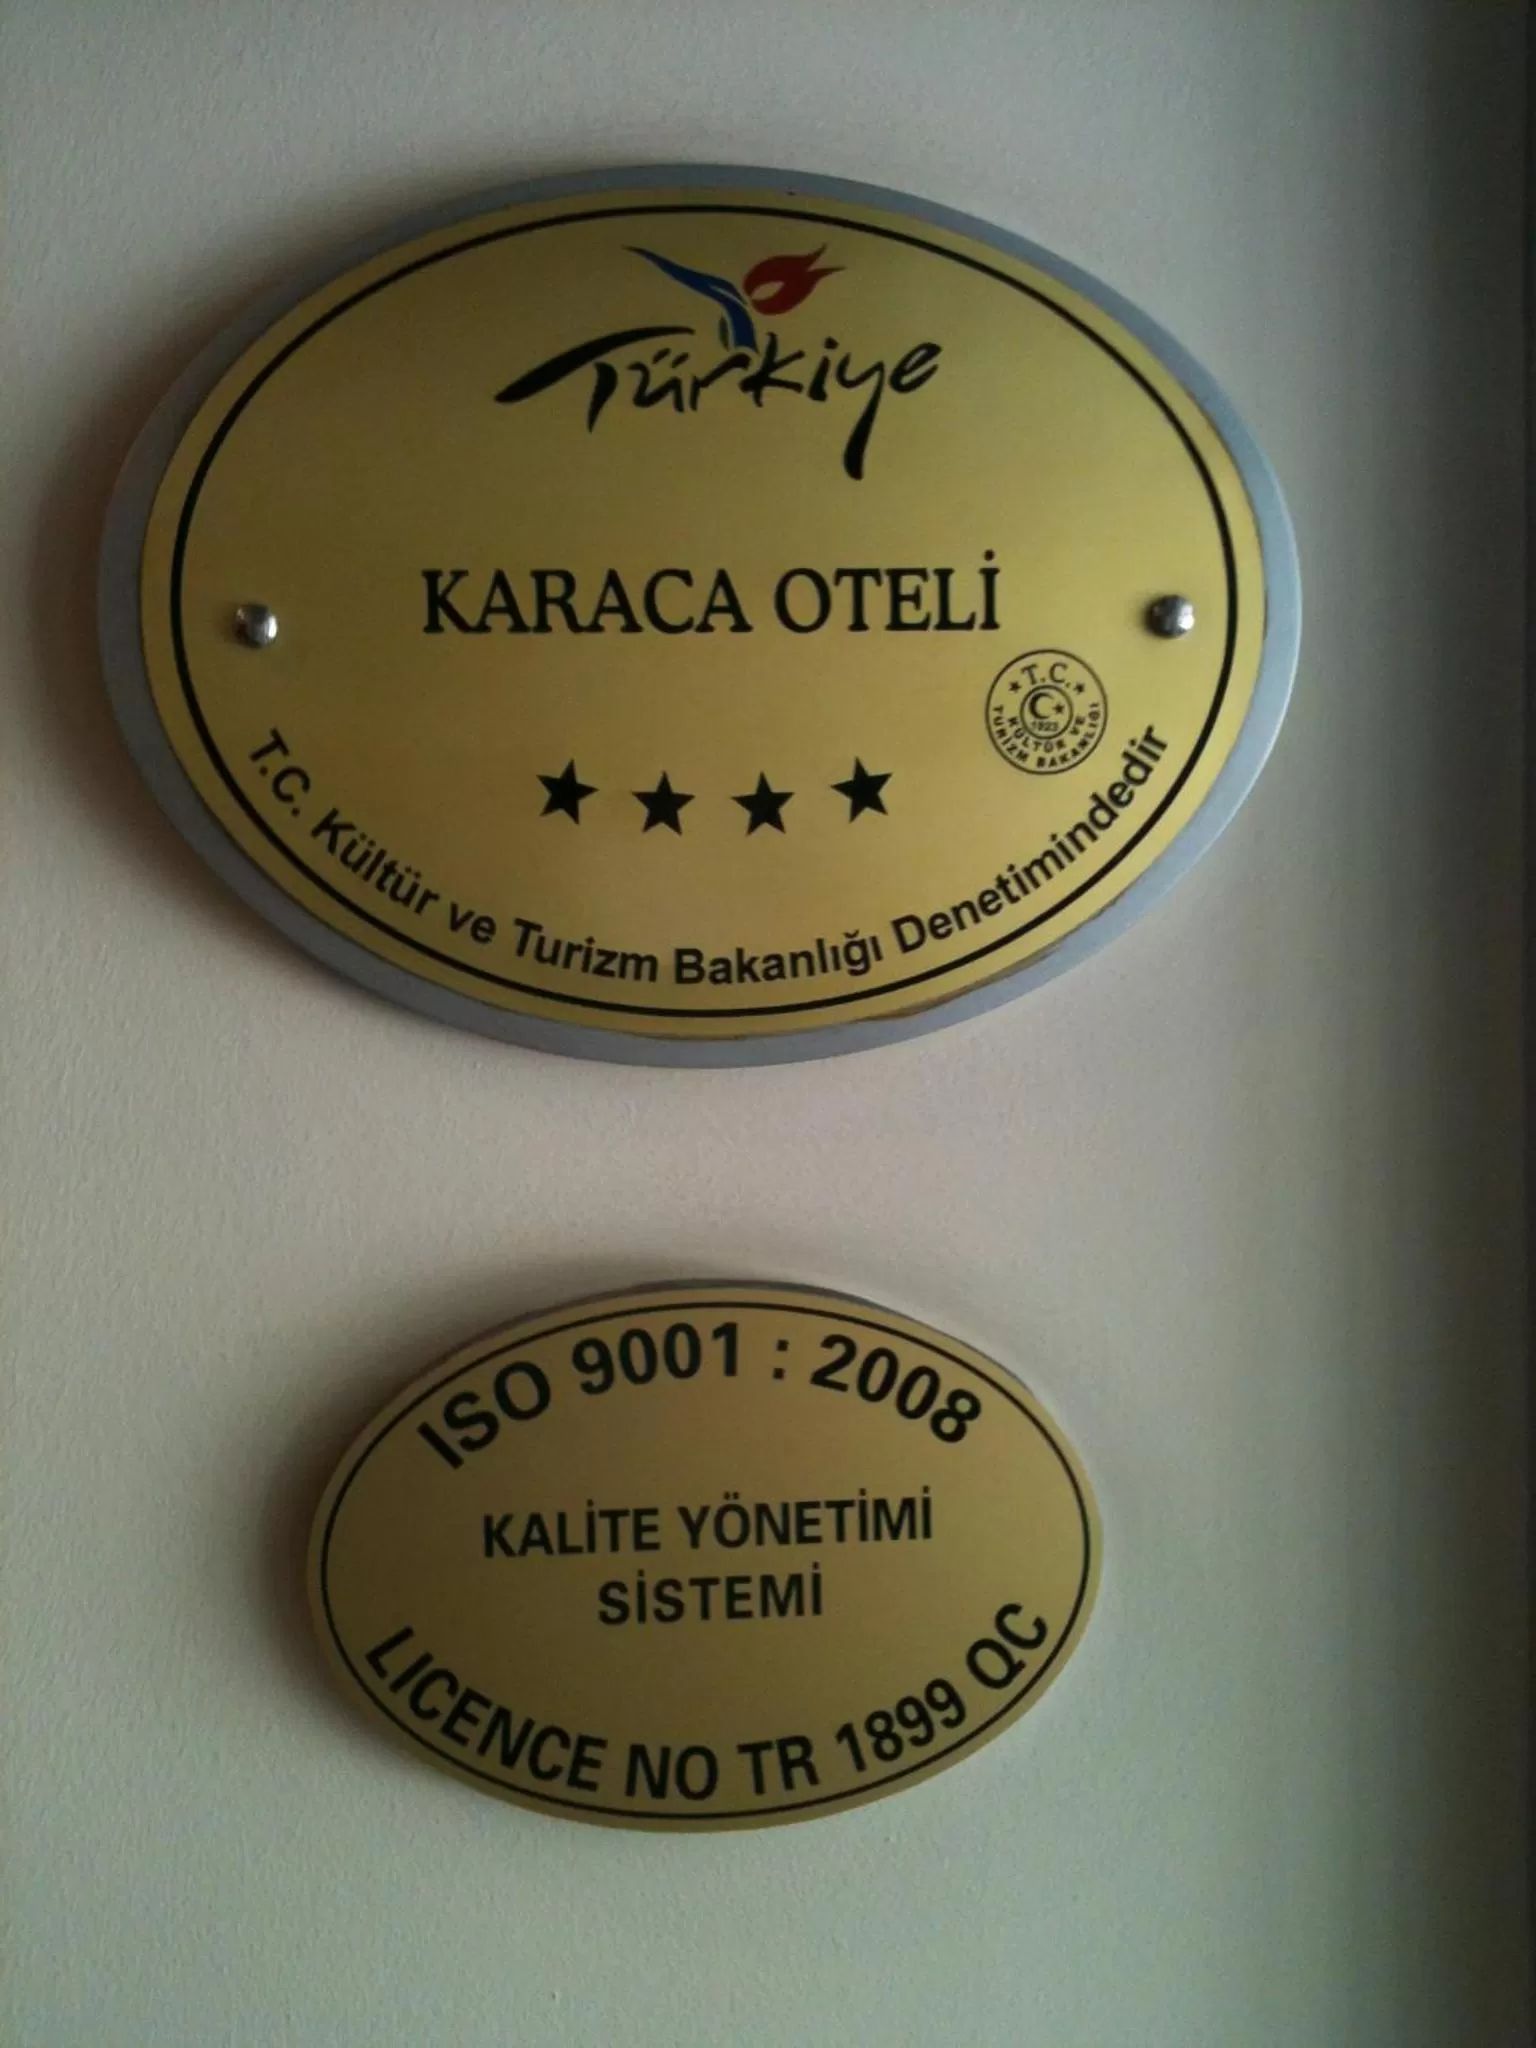 Türkiye
KARACA OTELİ
T.C.
1923
KÜLTÜR VE
TURİZM BAKANLIĞI
T.C. Kültür ve Turizm Bakanlığı Denetimindedir
ISO 9001 : 2008
KALİTE YÖNETİMİ
SİSTEMİ
LICENCE NO TR 1899 QC